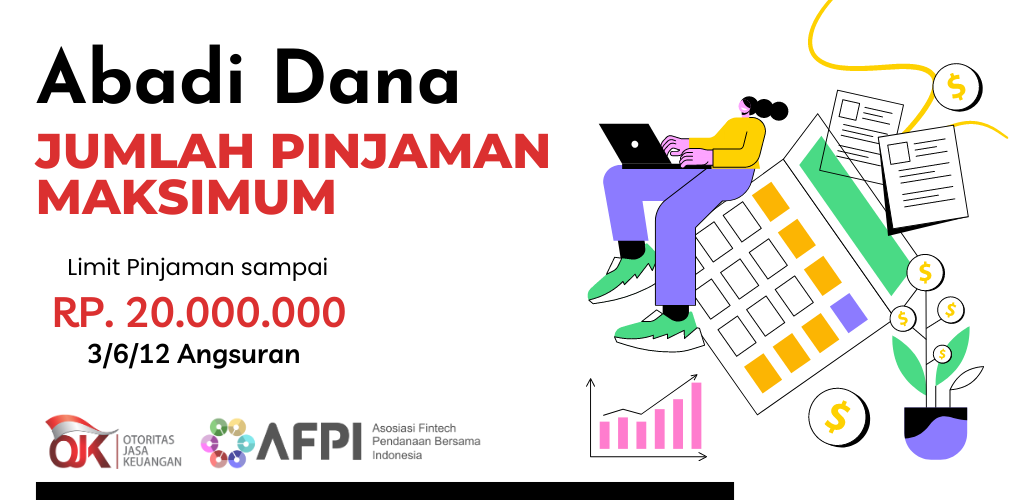 Abadi Dana
JUMLAH PINJAMAN
MAKSIMUM
Limit Pinjaman sampai
RP. 20.000.000
3/6/12 Angsuran
OJK
OTORITAS
JASA
KEUANGAN
AFPI
Asosiasi Fintech
Pendanaan Bersama
Indonesia
$
$
$
$
$
$